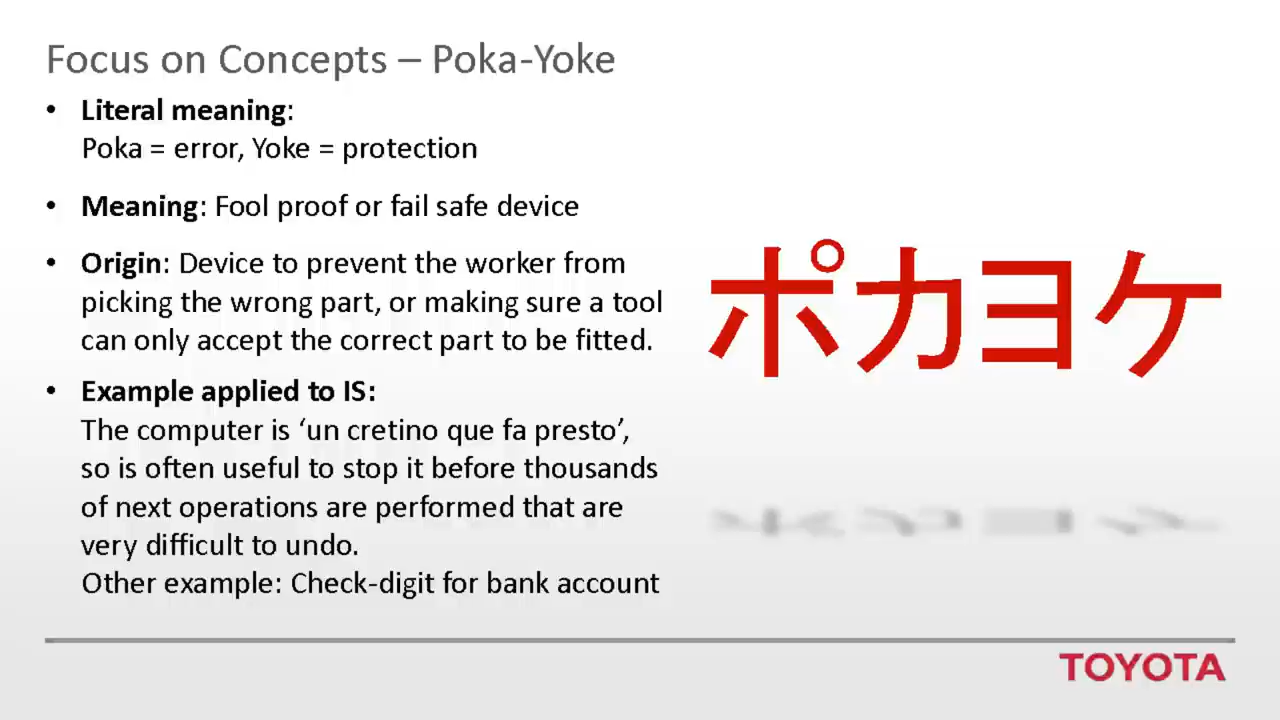 Focus on Concepts – Poka-Yoke
• Literal meaning:
Poka = error, Yoke = protection
• Meaning: Fool proof or fail safe device
• Origin: Device to prevent the worker from
picking the wrong part, or making sure a tool
can only accept the correct part to be fitted.
• Example applied to IS:
The computer is ‘un cretino que fa presto’,
so is often useful to stop it before thousands
of next operations are performed that are
very difficult to undo.
Other example: Check-digit for bank account
ポカヨケ
TOYOTA